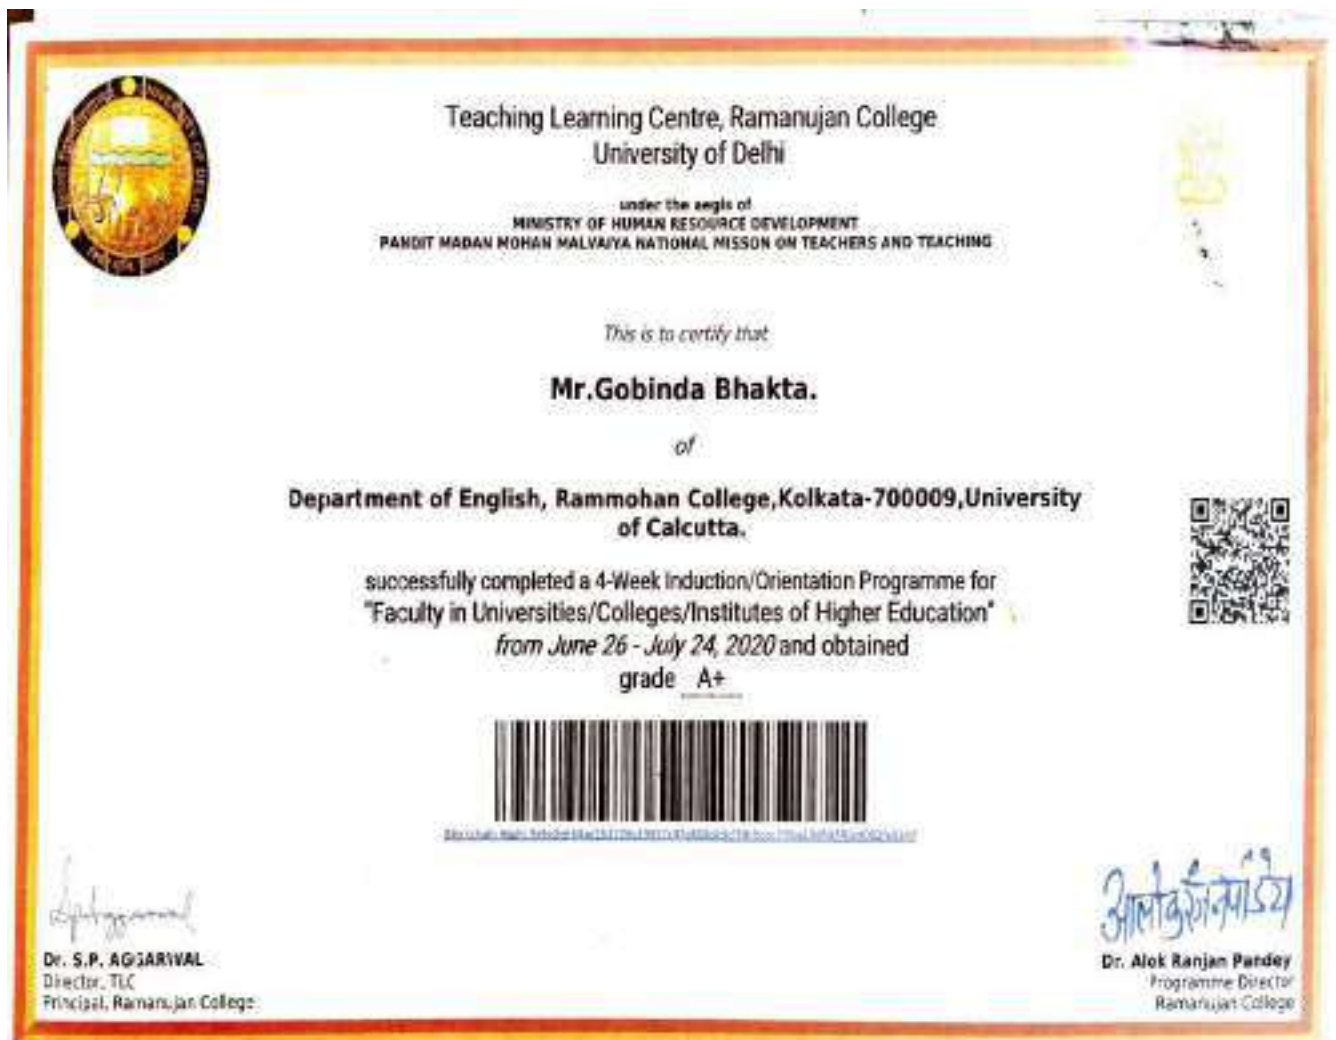 Teaching Learning Centre, Ramanujan College
University of Delhi
under the aegis of
MINISTRY OF HUMAN RESOURCE DEVELOPMENT
PANDIT MADAN MOHAN MALVAIYA NATIONAL MISSON ON TEACHERS AND TEACHING
This is to certify that
Mr.Gobinda Bhakta.
of
Department of English, Rammohan College,Kolkata-700009,University
of Calcutta.
successfully completed a 4-Week Induction/Orientation Programme for
"Faculty in Universities/Colleges/Institutes of Higher Education"
from June 26 - July 24, 2020 and obtained
grade A+
Dr. S.P. AGGARWAL
Director, TLC
Principal, Ramanujan College
आलोक रंजन पांडेय
Dr. Alok Ranjan Pandey
Programme Director
Ramanujan College